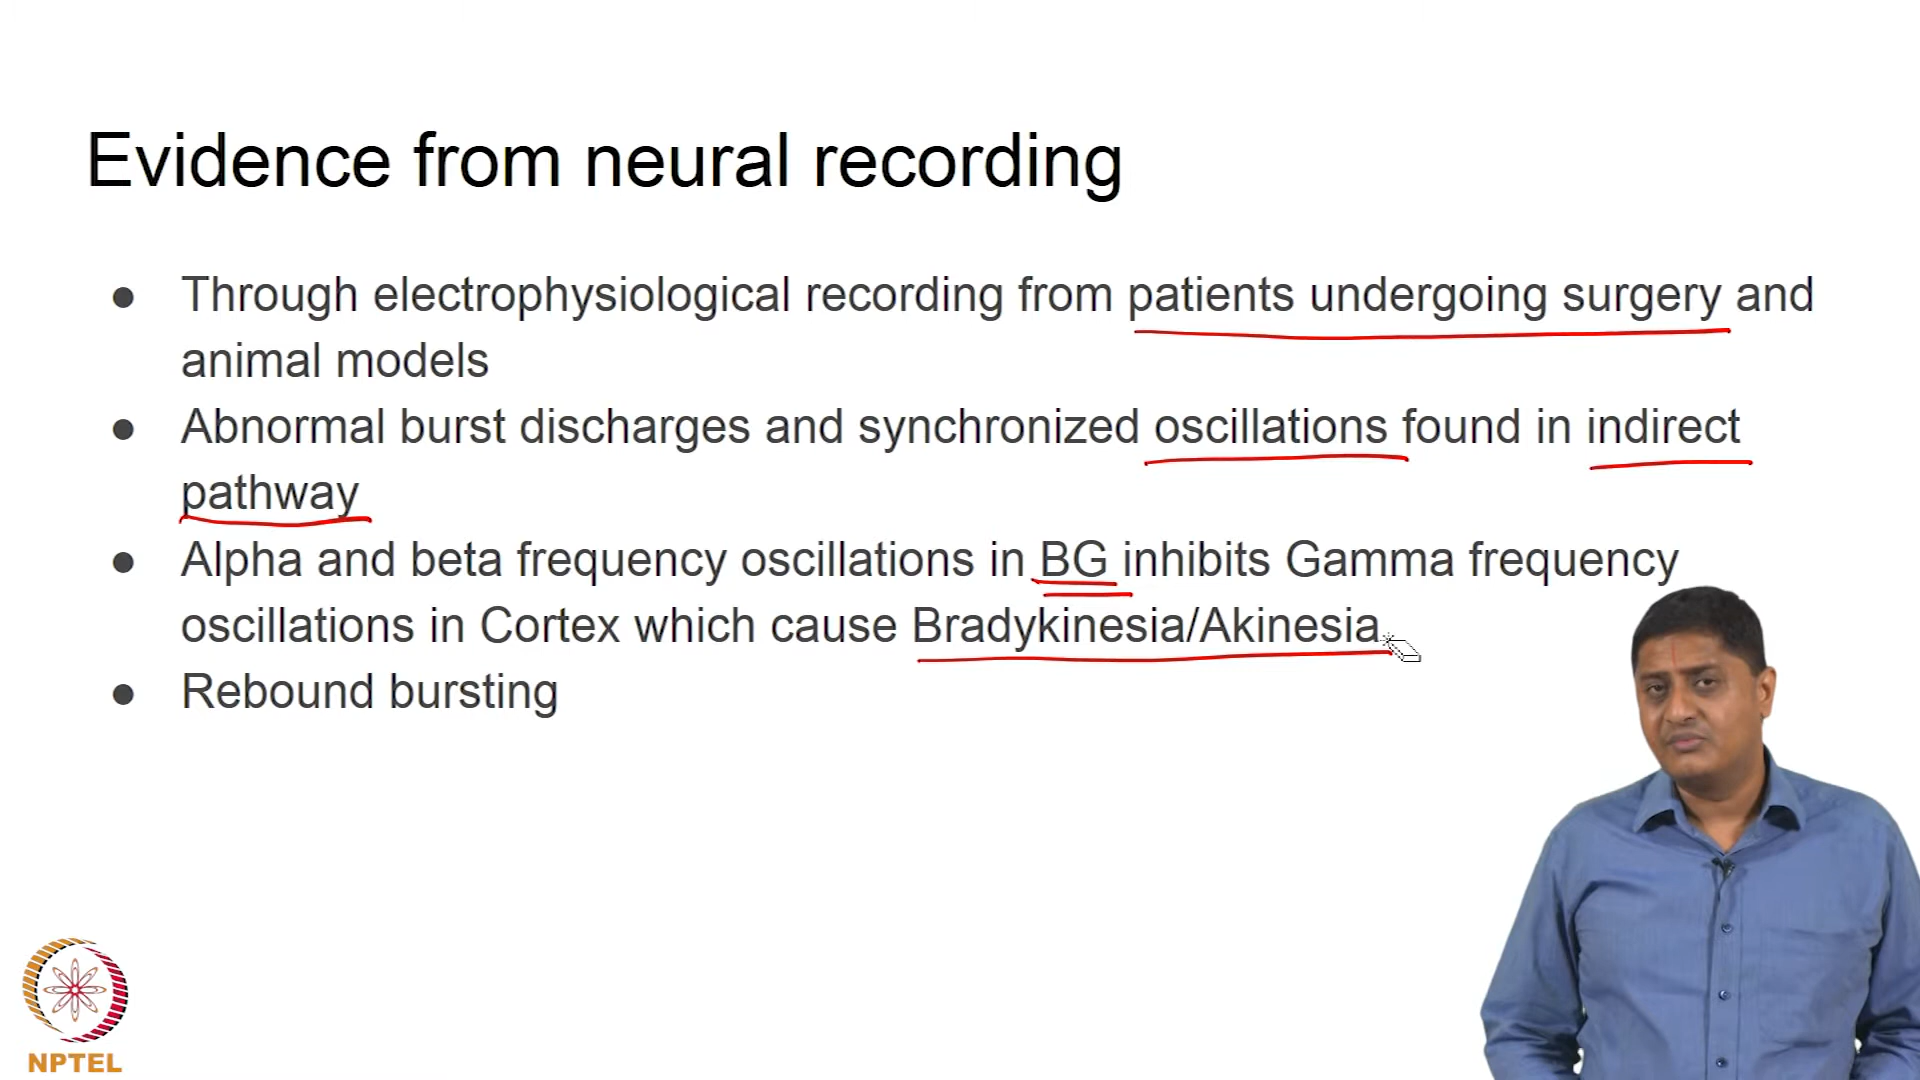 Evidence from neural recording
● Through electrophysiological recording from patients undergoing surgery and
animal models
● Abnormal burst discharges and synchronized oscillations found in indirect
pathway
● Alpha and beta frequency oscillations in BG inhibits Gamma frequency
oscillations in Cortex which cause Bradykinesia/Akinesia
● Rebound bursting
NPTEL